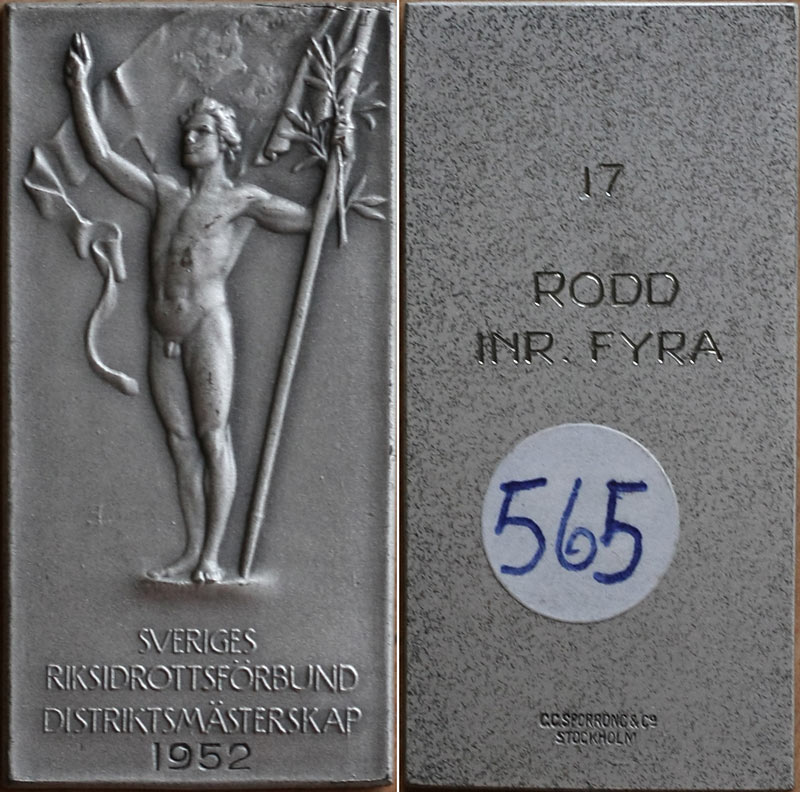 SVERIGES
RIKSIDROTTSFÖRBUND
DISTRIKTSMÄSTERSKAP
1952
17
RODD
INR. FYRA
565
C.C. SPORRONG & Cº
STOCKHOLM